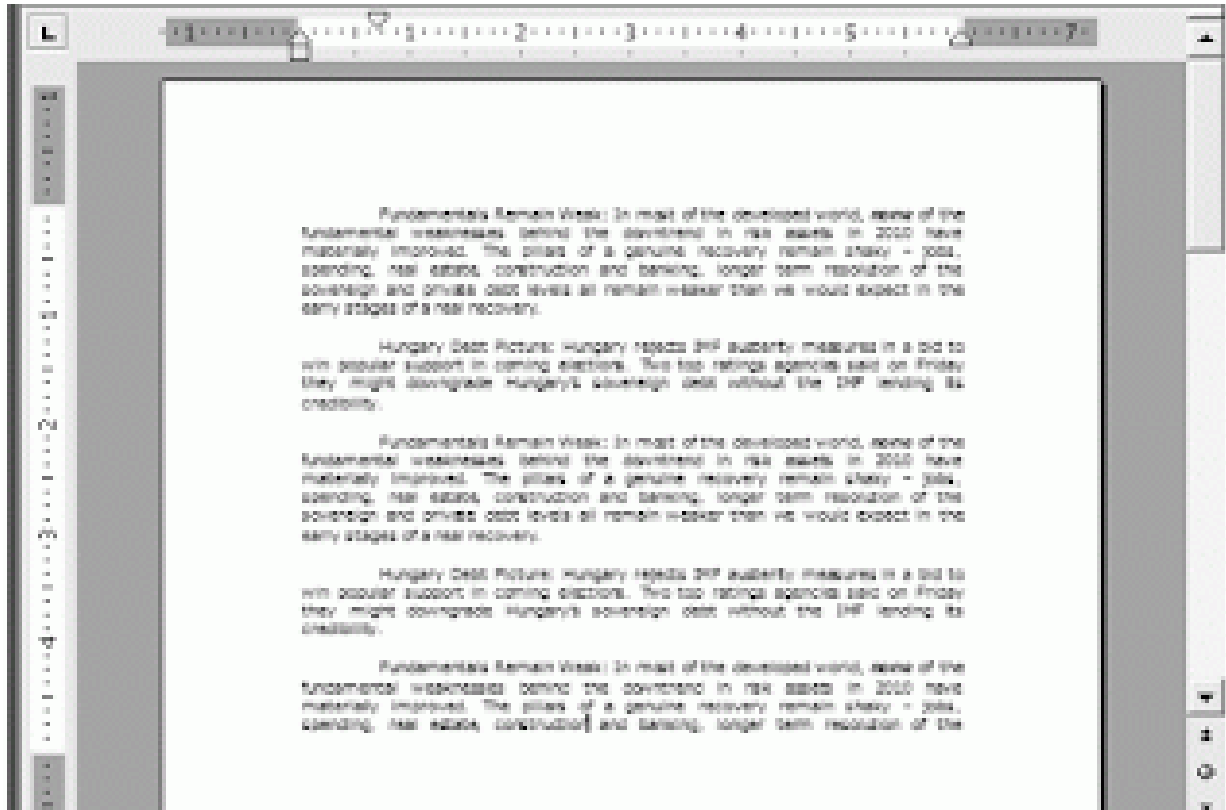 L
1 1 2 3 4 5 7
Fundamentals Remain Weak: In most of the developed world, some of the
fundamental weaknesses behind the downtrend in risk assets in 2010 have
materially improved. The pillars of a genuine recovery remain shaky – jobs,
spending, real estate, construction and banking, longer term resolution of the
sovereign and private debt levels all remain weaker than we would expect in the
early stages of a real recovery.
Hungary Debt Picture: Hungary rejects IMF austerity measures in a bid to
win popular support in coming elections. Two top ratings agencies said on Friday
they might downgrade Hungary's sovereign debt without the IMF lending its
credibility.
Fundamentals Remain Weak: In most of the developed world, some of the
fundamental weaknesses behind the downtrend in risk assets in 2010 have
materially improved. The pillars of a genuine recovery remain shaky – jobs,
spending, real estate, construction and banking, longer term resolution of the
sovereign and private debt levels all remain weaker than we would expect in the
early stages of a real recovery.
Hungary Debt Picture: Hungary rejects IMF austerity measures in a bid to
win popular support in coming elections. Two top ratings agencies said on Friday
they might downgrade Hungary's sovereign debt without the IMF lending its
credibility.
Fundamentals Remain Weak: In most of the developed world, some of the
fundamental weaknesses behind the downtrend in risk assets in 2010 have
materially improved. The pillars of a genuine recovery remain shaky – jobs,
spending, real estate, construction and banking, longer term resolution of the
1
2
3
4